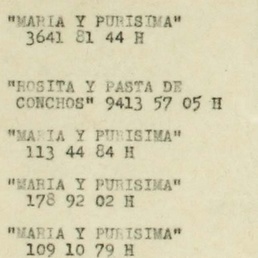 "MARIA Y PURISIMA"
3641 81 44 H
"ROSITA Y PASTA DE
CONCHOS" 9413 57 05 H
"MARIA Y PURISIMA"
113 44 84 H
"MARIA Y PURISIMA"
178 92 02 H
"MARIA Y PURISIMA"
109 10 79 H